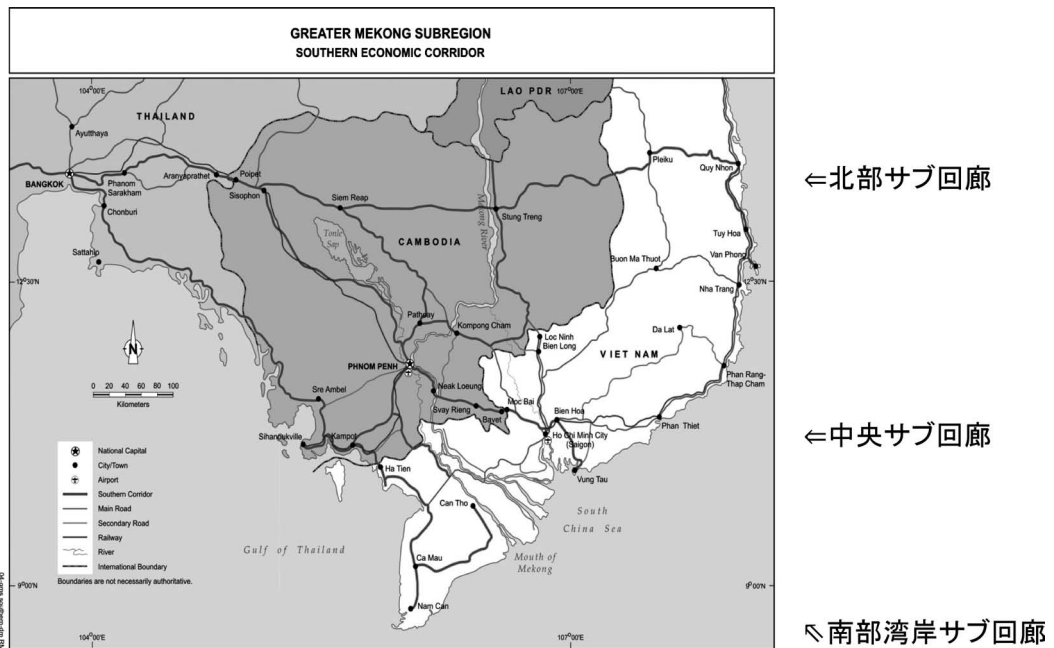 GREATER MEKONG SUBREGION
SOUTHERN ECONOMIC CORRIDOR
104°00'E
107°00'E
LAO PDR
THAILAND
Ayutthaya
Pleiku
Quy Nhon
⇐北部サブ回廊
BANGKOK
Phanom
Sarakham
Aranyaprathet
Poipet
Sisophon
Chonburi
Siem Reap
Stung Treng
Mekong River
Tonle
Sap
CAMBODIA
Tuy Hoa
Van Phong
Sattahip
Buon Ma Thuot
12°30'N
12°30'N
Nha Trang
Pathday
Kompong Cham
Da Lat
Loc Ninh
Bien Long
VIET NAM
N
PHNOM PENH
Phan Rang-
Thap Cham
0 20 40 60 80 100
Kilometers
Sre Ambel
Neak Loeung
Moc Bai
Svay Rieng
Bavet
Bien Hoa
Phan Thiet
Sihanoukville
Kampot
Ho Chi Minh City
(Saigon)
⇐中央サブ回廊
Ha Tien
Vung Tau
National Capital
City/Town
Airport
Southern Corridor
Main Road
Secondary Road
Railway
River
International Boundary
Boundaries are not necessarily authoritative.
Can Tho
South
China Sea
Gulf of Thailand
Mouth of
Mekong
Ca Mau
9°00'N
9°00'N
Nam Can
104°00'E
107°00'E
⇖南部湾岸サブ回廊